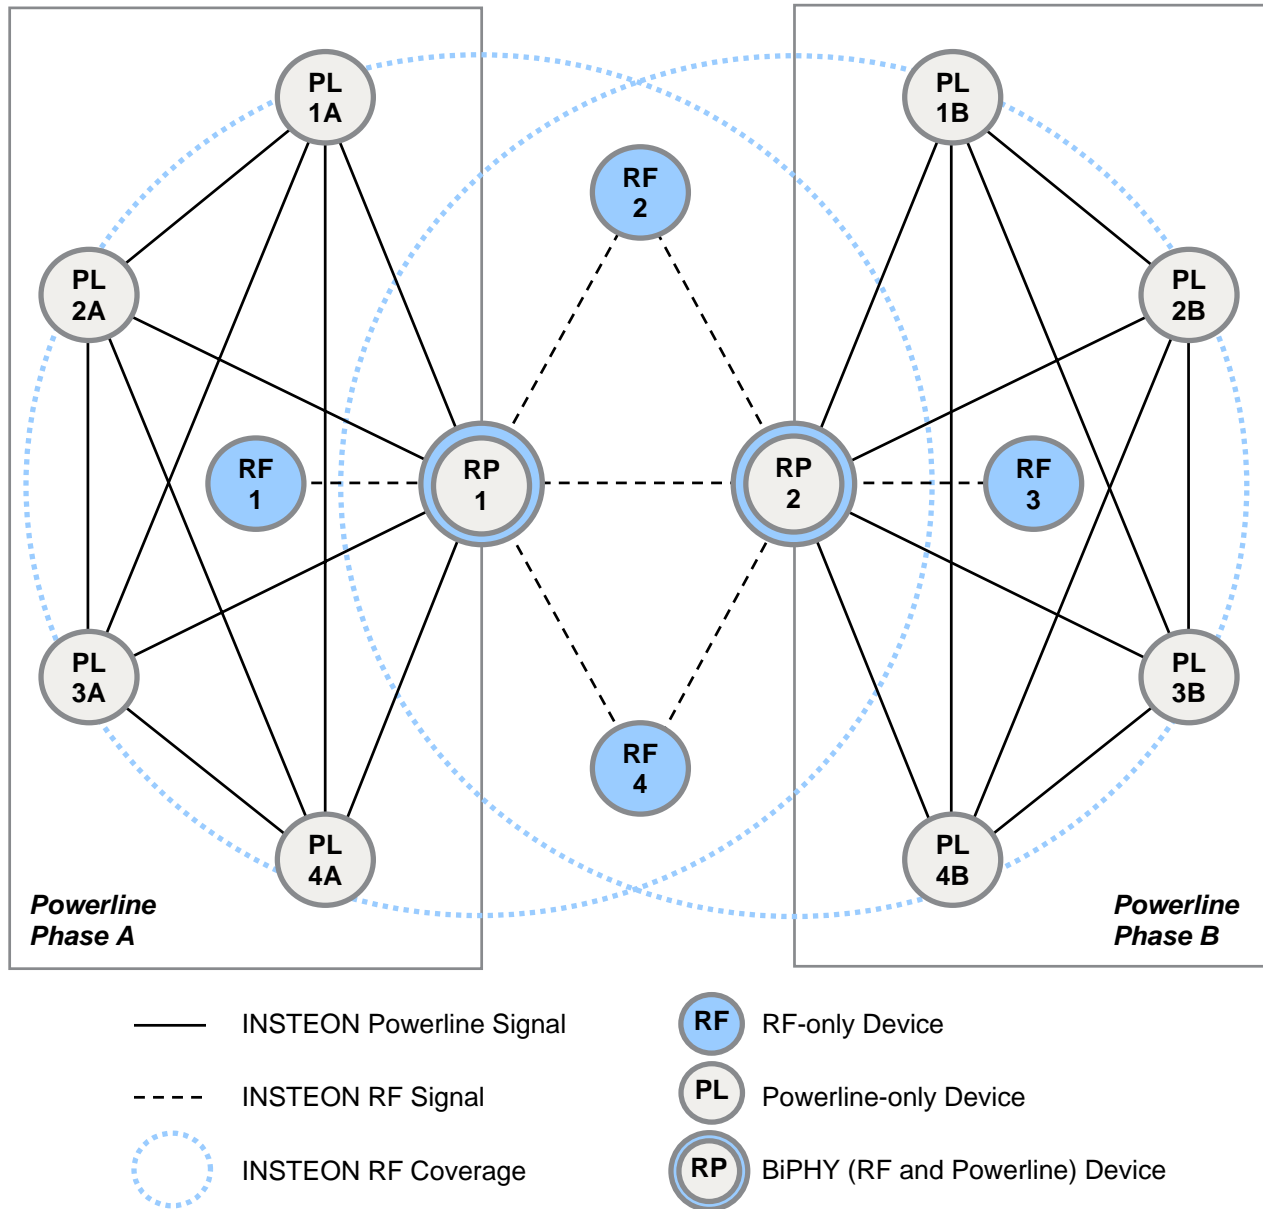 PL
1A
PL
1B
RF
2
PL
2A
PL
2B
RF
1
RP
1
RP
2
RF
3
PL
3A
PL
3B
RF
4
PL
4A
PL
4B
Powerline
Phase A
Powerline
Phase B
INSTEON Powerline Signal
RF
RF-only Device
INSTEON RF Signal
PL
Powerline-only Device
INSTEON RF Coverage
RP
BiPHY (RF and Powerline) Device